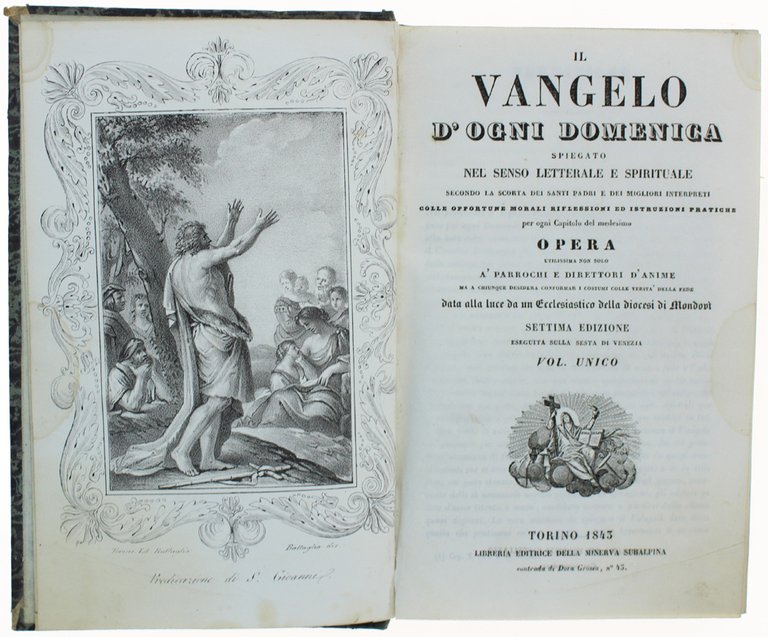 Battaglia dis.
Predicazione di S. Giovanni
IL
VANGELO
D'OGNI DOMENICA
SPIEGATO
NEL SENSO LETTERALE E SPIRITUALE
SECONDO LA SCORTA DEI SANTI PADRI E DEI MIGLIORI INTERPRETI
COLLE OPPORTUNE MORALI RIFLESSIONI ED ISTRUZIONI PRATICHE
per ogni Capitolo del medesimo
OPERA
UTILISSIMA NON SOLO
A' PARROCHI E DIRETTORI D'ANIME
MA A CHIUNQUE DESIDERA CONFORMAR I COSTUMI COLLE VERITA' DELLA FEDE
data alla luce da un Ecclesiastico della diocesi di Mondovì
SETTIMA EDIZIONE
ESEGUITA SULLA SESTA DI VENEZIA
VOL. UNICO
TORINO 1843
LIBRERIA EDITRICE DELLA MINERVA SUBALPINA
contrada di Dora Grossa, n° 43.